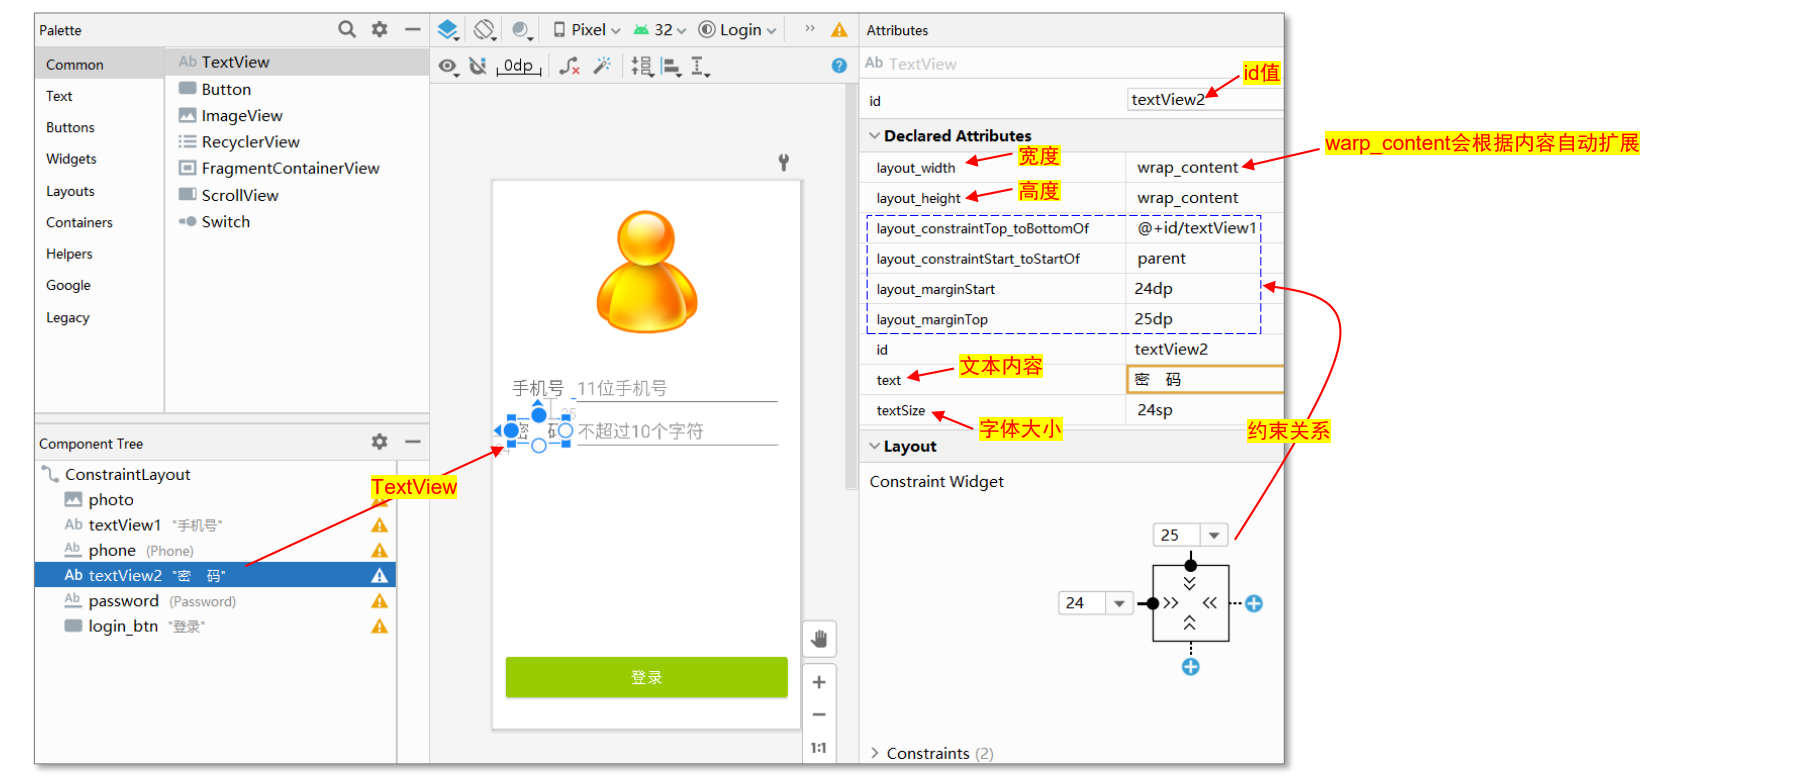 Palette
Common
Text
Buttons
Widgets
Layouts
Containers
Helpers
Google
Legacy
Ab TextView
Button
ImageView
RecyclerView
FragmentContainerView
ScrollView
Switch
Component Tree
ConstraintLayout
photo
Ab textView1 "手机号"
Ab phone (Phone)
Ab textView2 "密 码"
Ab password (Password)
login_btn "登录"
TextView
Pixel
32
Login
0dp
手机号 11位手机号
25
密 码 不超过10个字符
24
登录
1:1
Attributes
Ab TextView
id值
id textView2
Declared Attributes
layout_width 宽度 wrap_content
warp_content会根据内容自动扩展
layout_height 高度 wrap_content
layout_constraintTop_toBottomOf @+id/textView1
layout_constraintStart_toStartOf parent
layout_marginStart 24dp
layout_marginTop 25dp
id textView2
text 文本内容 密 码
textSize 字体大小 24sp
约束关系
Layout
Constraint Widget
25
24
Constraints (2)